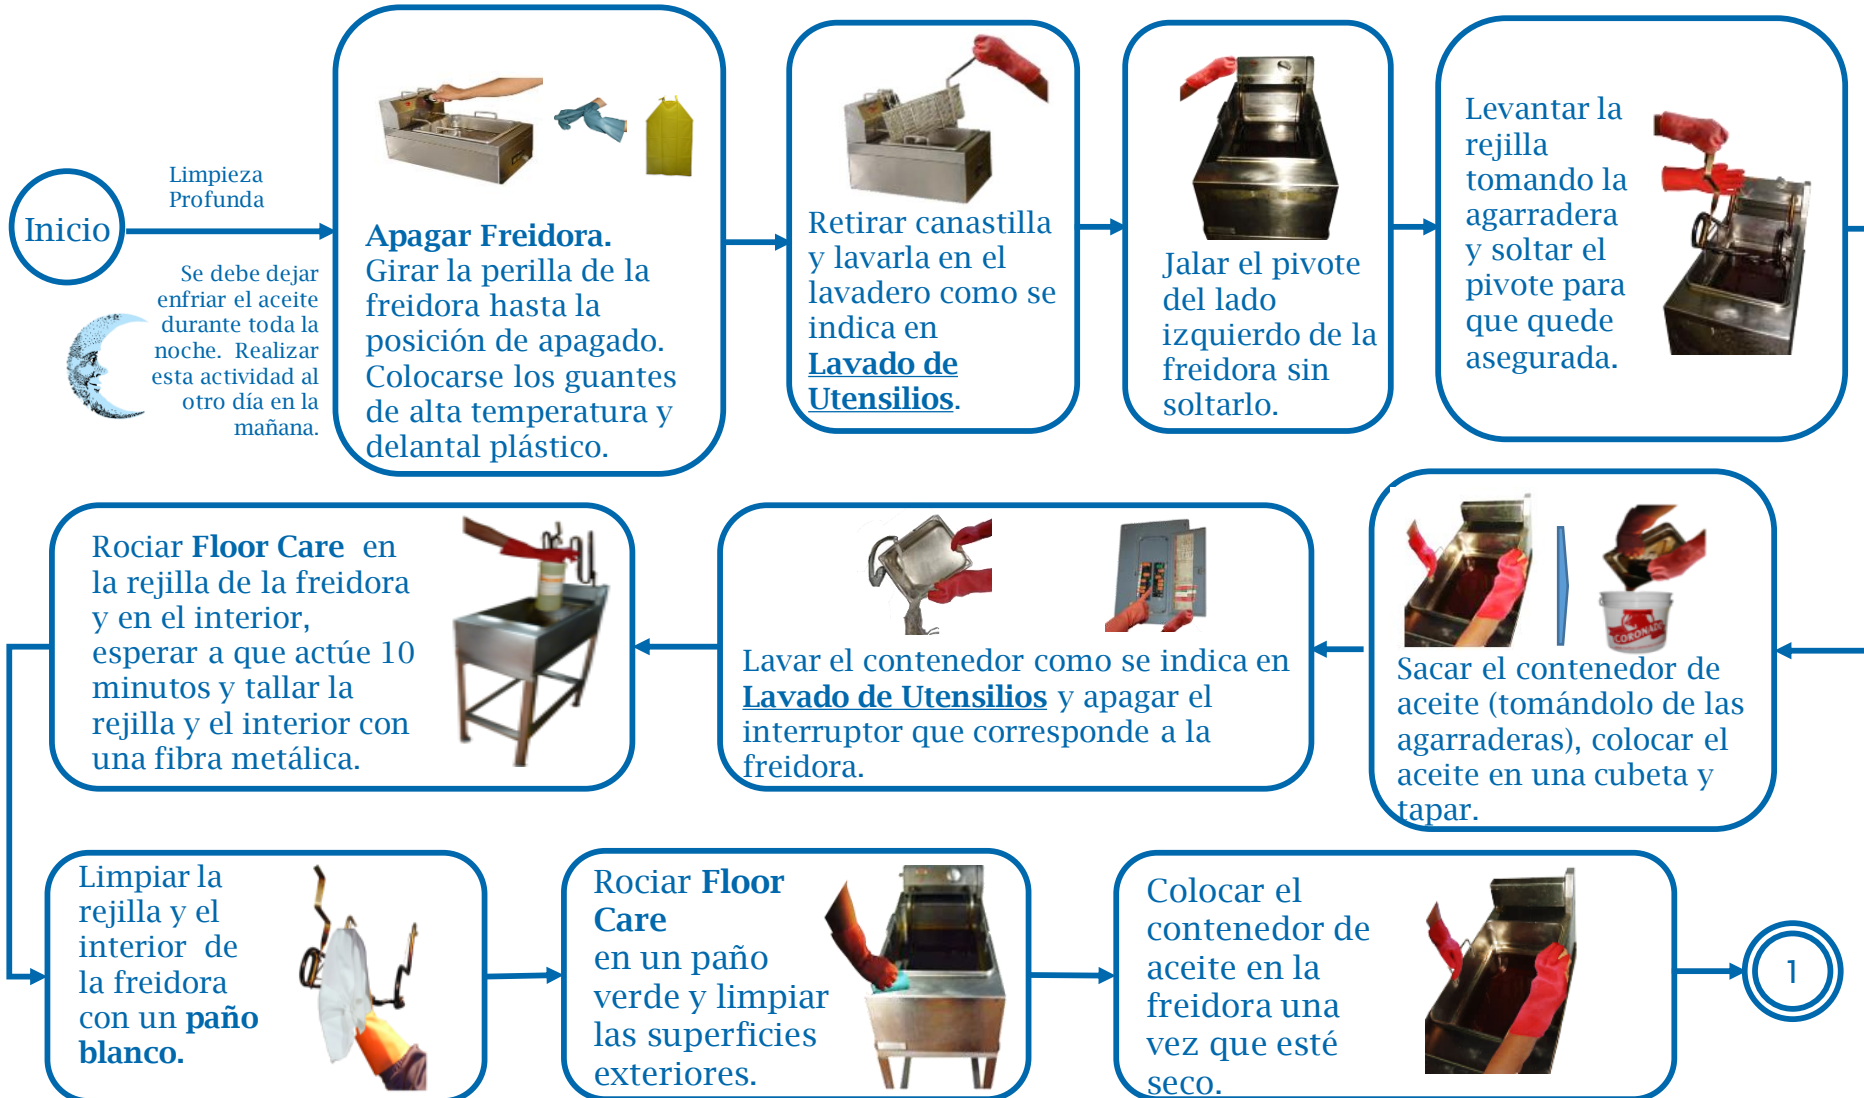 Inicio
Limpieza
Profunda
Se debe dejar
enfriar el aceite
durante toda la
noche. Realizar
esta actividad al
otro día en la
mañana.
Apagar Freidora.
Girar la perilla de la
freidora hasta la
posición de apagado.
Colocarse los guantes
de alta temperatura y
delantal plástico.
Retirar canastilla
y lavarla en el
lavadero como se
indica en
Lavado de
Utensilios.
Jalar el pivote
del lado
izquierdo de la
freidora sin
soltarlo.
Levantar la
rejilla
tomando la
agarradera
y soltar el
pivote para
que quede
asegurada.
CORONADO
Sacar el contenedor de
aceite (tomándolo de las
agarraderas), colocar el
aceite en una cubeta y
tapar.
Lavar el contenedor como se indica en
Lavado de Utensilios y apagar el
interruptor que corresponde a la
freidora.
Rociar Floor Care en
la rejilla de la freidora
y en el interior,
esperar a que actúe 10
minutos y tallar la
rejilla y el interior con
una fibra metálica.
Limpiar la
rejilla y el
interior de
la freidora
con un paño
blanco.
Rociar Floor
Care
en un paño
verde y limpiar
las superficies
exteriores.
Colocar el
contenedor de
aceite en la
freidora una
vez que esté
seco.
1